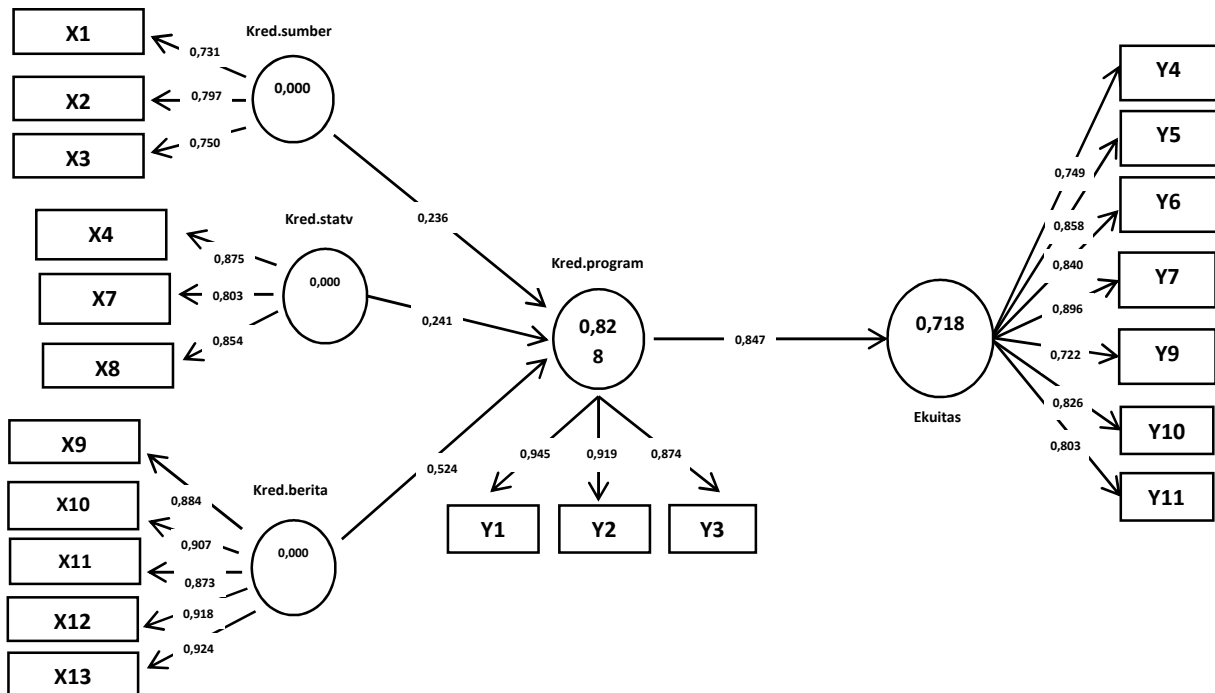 Kred.sumber
X1
0,731
X2
0,797
X3
0,750
0,000
0,236
Kred.statv
X4
0,875
X7
0,803
X8
0,854
0,000
0,241
Kred.berita
X9
0,884
X10
0,907
X11
0,873
X12
0,918
X13
0,924
0,000
0,524
Kred.program
0,82
8
0,945
0,919
0,874
Y1
Y2
Y3
0,847
0,718
Ekuitas
Y4
0,749
Y5
0,858
Y6
0,840
Y7
0,896
Y9
0,722
Y10
0,826
Y11
0,803